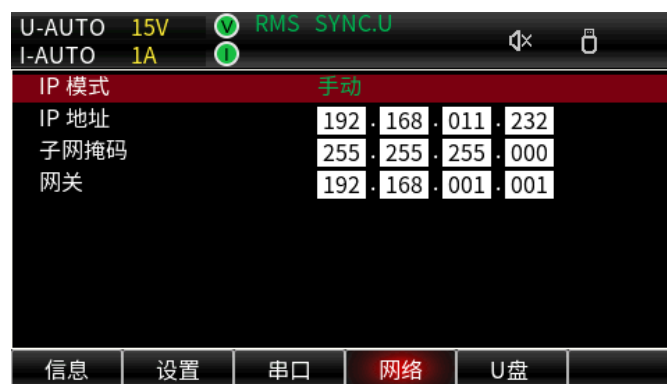 U-AUTO 15V V RMS SYNC.U
I-AUTO 1A I
IP 模式 手动
IP 地址 192 . 168 . 011 . 232
子网掩码 255 . 255 . 255 . 000
网关 192 . 168 . 001 . 001
信息 设置 串口 网络 U盘